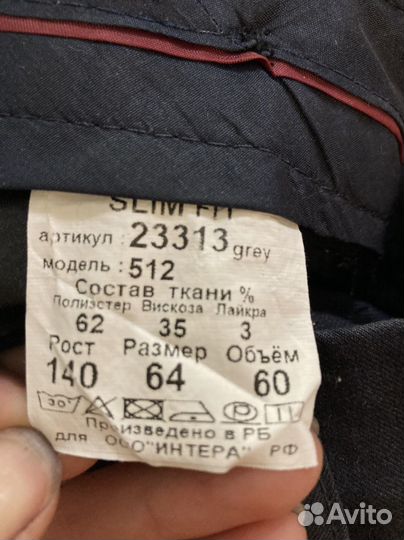 SLIM FIT
артикул : 23313 grey
модель : 512
Состав ткани %
Полиэстер Вискоза Лайкра
62 35 3
Рост Размер Объём
140 64 60
30° P
Произведено в РБ
для ООО "ИНТЕРА" РФ
Avito